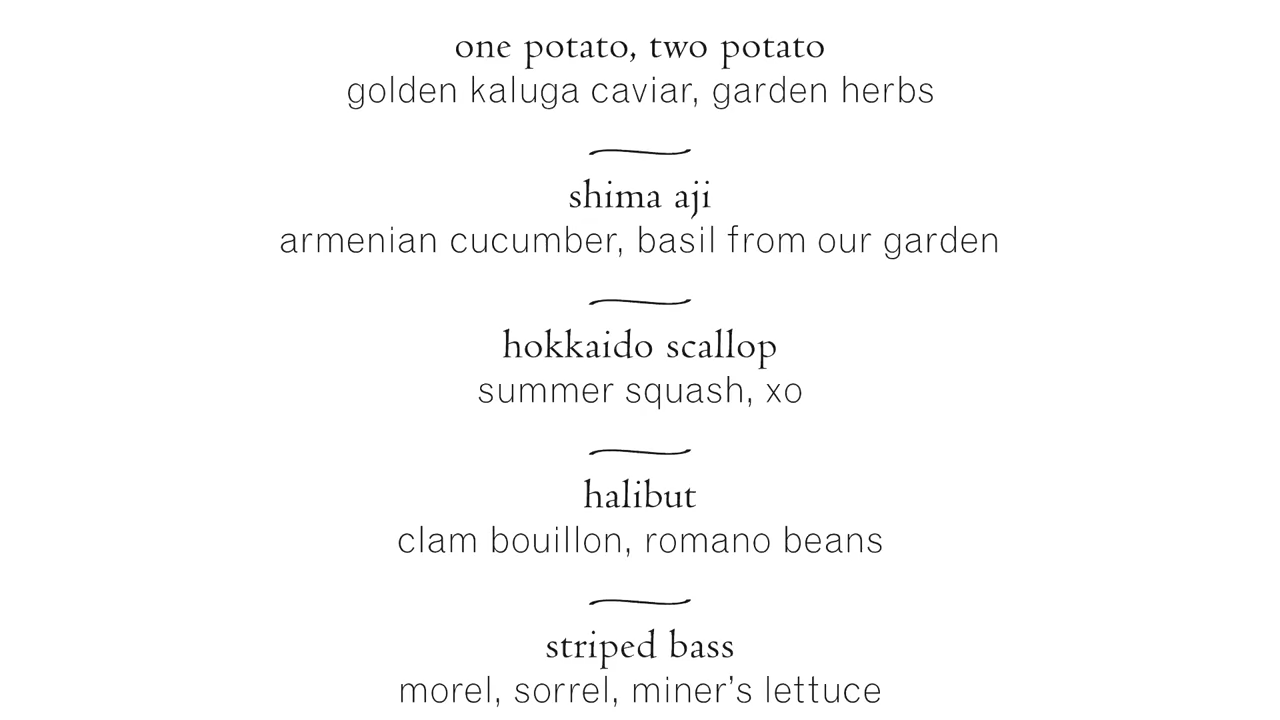 one potato, two potato
golden kaluga caviar, garden herbs
shima aji
armenian cucumber, basil from our garden
hokkaido scallop
summer squash, xo
halibut
clam bouillon, romano beans
striped bass
morel, sorrel, miner’s lettuce